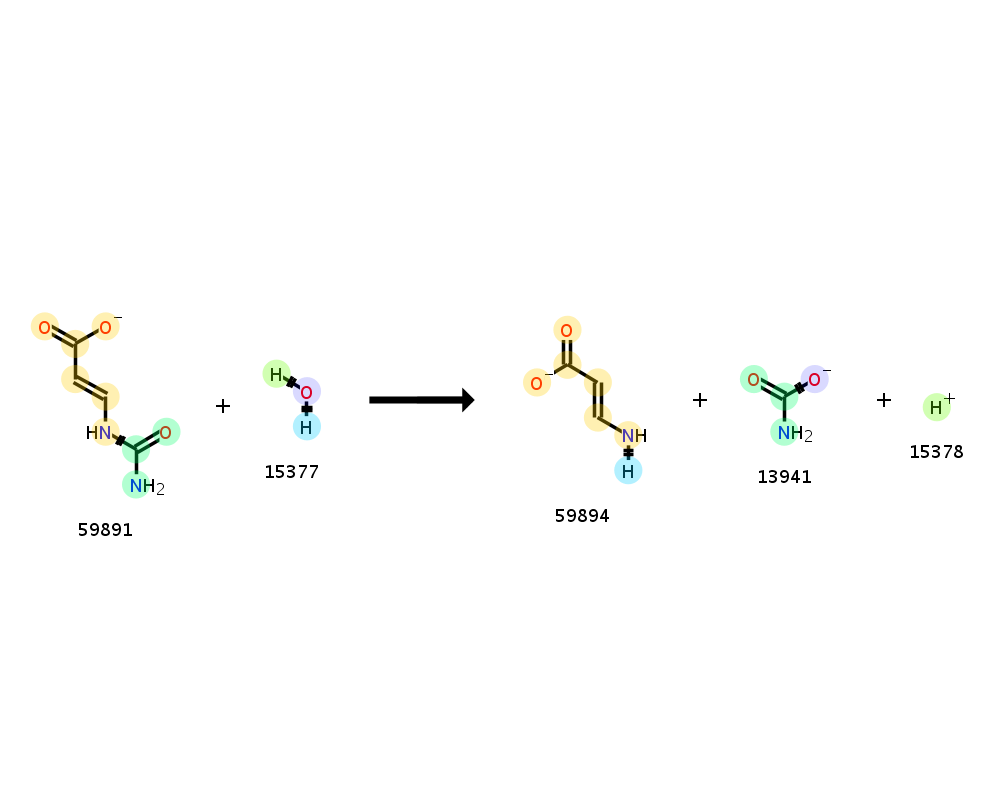 O O−
HN O
NH2
59891
+
H
O
H
15377
O
O−
NH
H
59894
+
O O−
NH2
13941
+
H+
15378